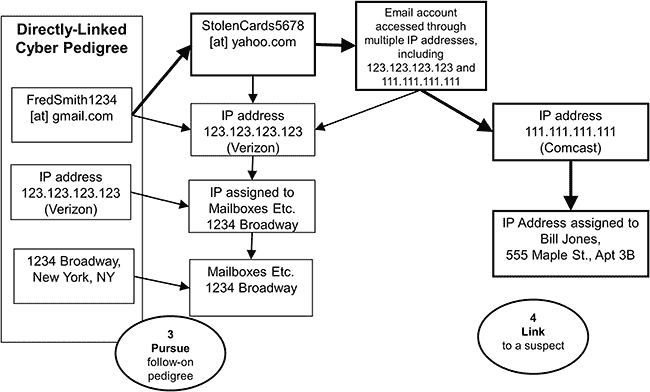 Directly-Linked
Cyber Pedigree
FredSmith1234
[at] gmail.com
IP address
123.123.123.123
(Verizon)
1234 Broadway,
New York, NY
StolenCards5678
[at] yahoo.com
IP address
123.123.123.123
(Verizon)
IP assigned to
Mailboxes Etc.
1234 Broadway
Mailboxes Etc.
1234 Broadway
3
Pursue
follow-on
pedigree
Email account
accessed through
multiple IP addresses,
including
123.123.123.123 and
111.111.111.111
IP address
111.111.111.111
(Comcast)
IP Address assigned to
Bill Jones,
555 Maple St., Apt 3B
4
Link
to a suspect